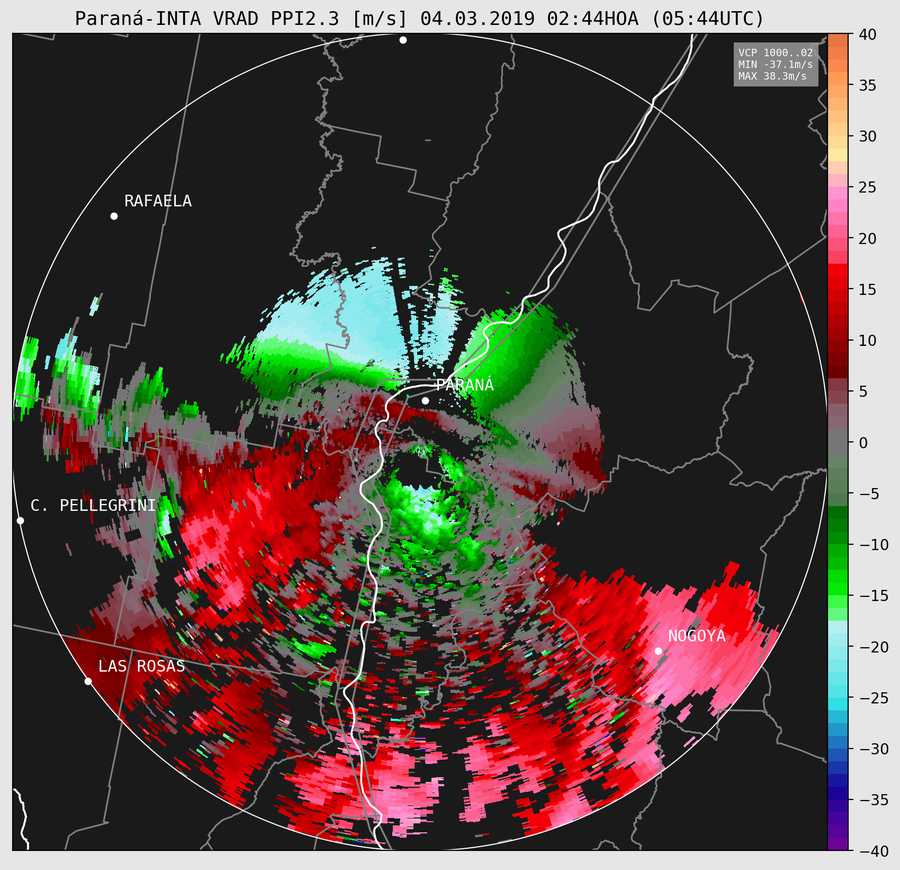 Paraná-INTA VRAD PPI2.3 [m/s] 04.03.2019 02:44HOA (05:44UTC)
VCP 1000..02
MIN -37.1m/s
MAX 38.3m/s
RAFAELA
PARANÁ
C. PELLEGRINI
NOGOYÁ
LAS ROSAS
40
35
30
25
20
15
10
5
0
−5
−10
−15
−20
−25
−30
−35
−40